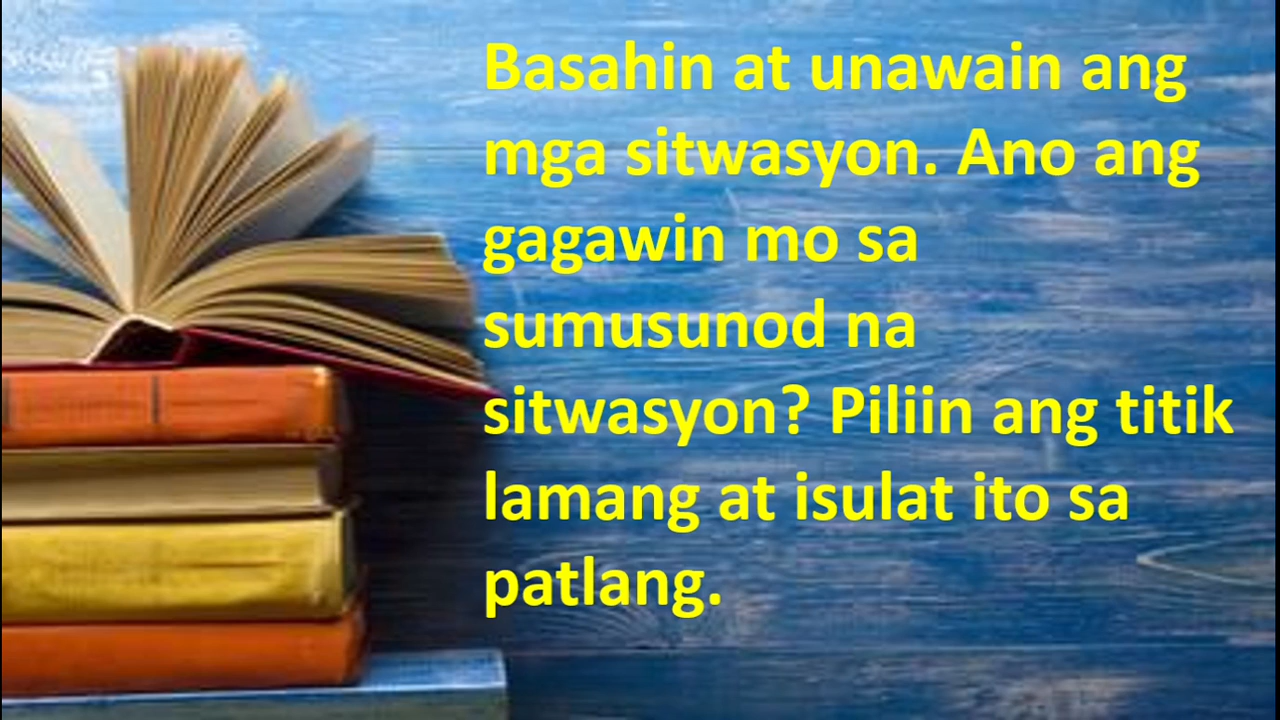 Basahin at unawain ang
mga sitwasyon. Ano ang
gagawin mo sa
sumusunod na
sitwasyon? Piliin ang titik
lamang at isulat ito sa
patlang.